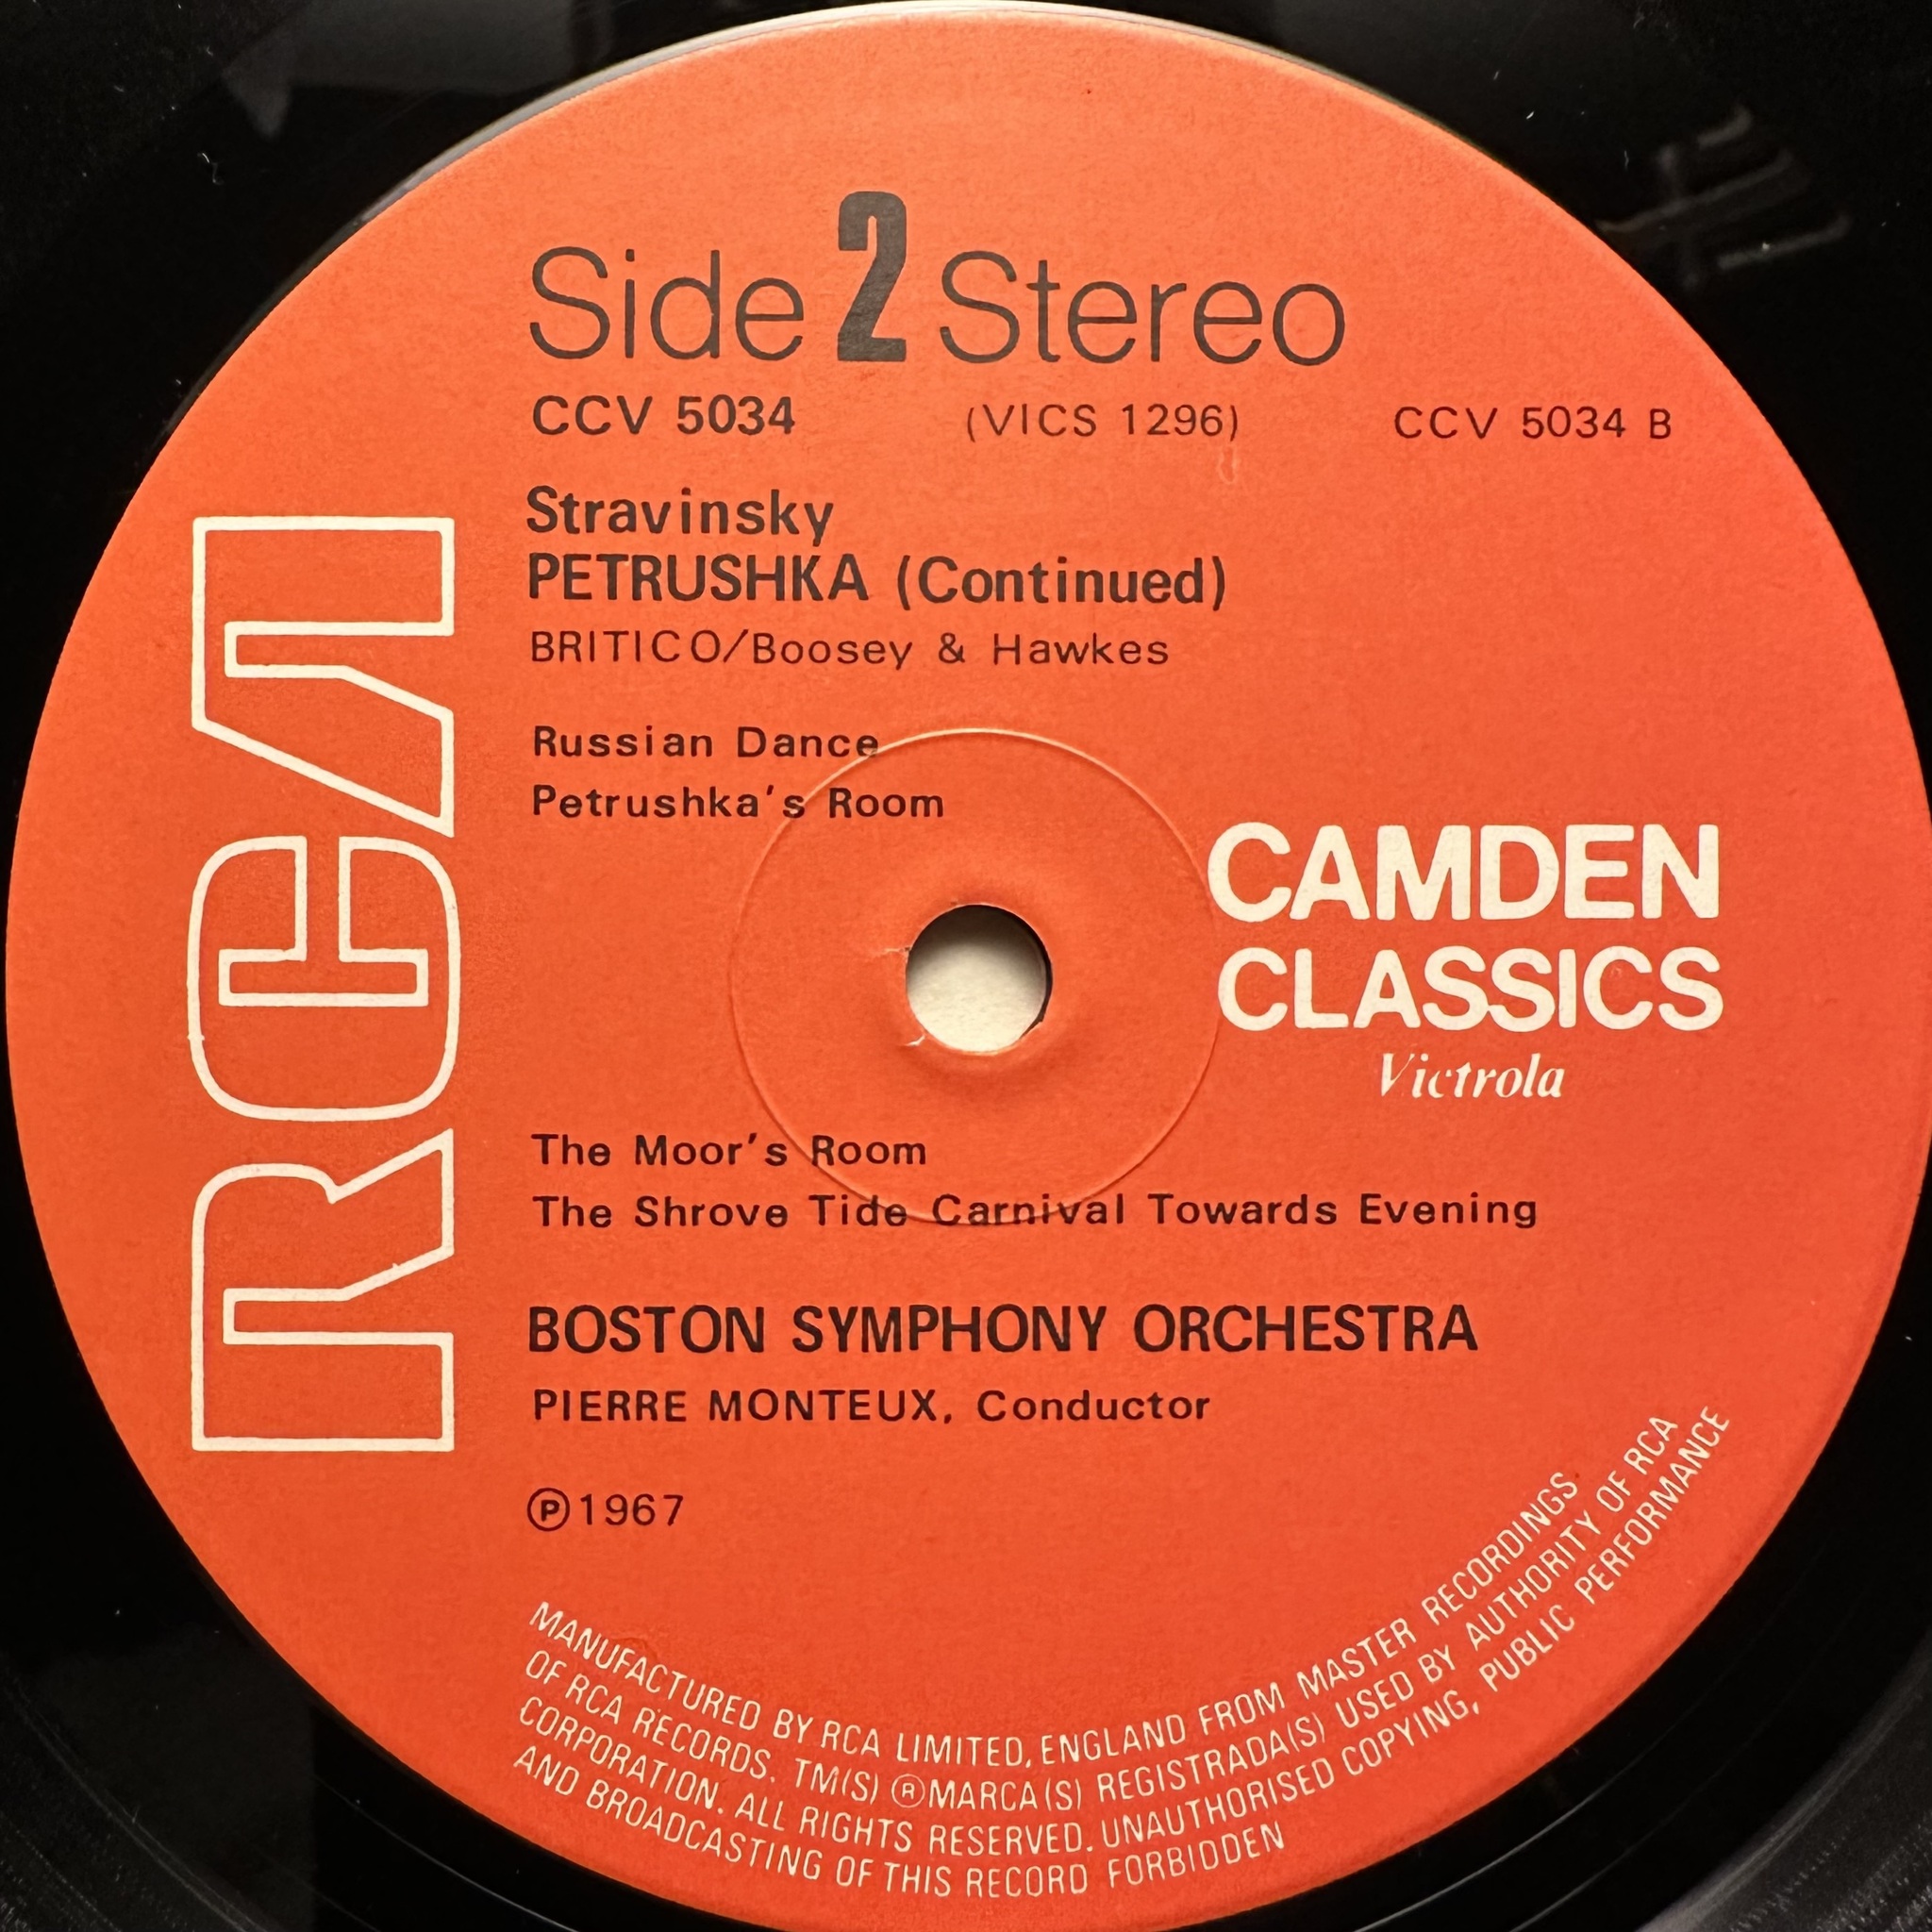 Side 2 Stereo
CCV 5034 (VICS 1296) CCV 5034 B
Stravinsky
PETRUSHKA (Continued)
BRITICO/Boosey & Hawkes
Russian Dance
Petrushka's Room
RCA
CAMDEN
CLASSICS
Victrola
The Moor's Room
The Shrove Tide Carnival Towards Evening
BOSTON SYMPHONY ORCHESTRA
PIERRE MONTEUX, Conductor
Ⓟ1967
MANUFACTURED BY RCA LIMITED, ENGLAND FROM MASTER RECORDINGS
OF RCA RECORDS. TM(S) ®MARCA(S) REGISTRADA(S) USED BY AUTHORITY OF RCA
CORPORATION. ALL RIGHTS RESERVED. UNAUTHORISED COPYING, PUBLIC PERFORMANCE
AND BROADCASTING OF THIS RECORD FORBIDDEN